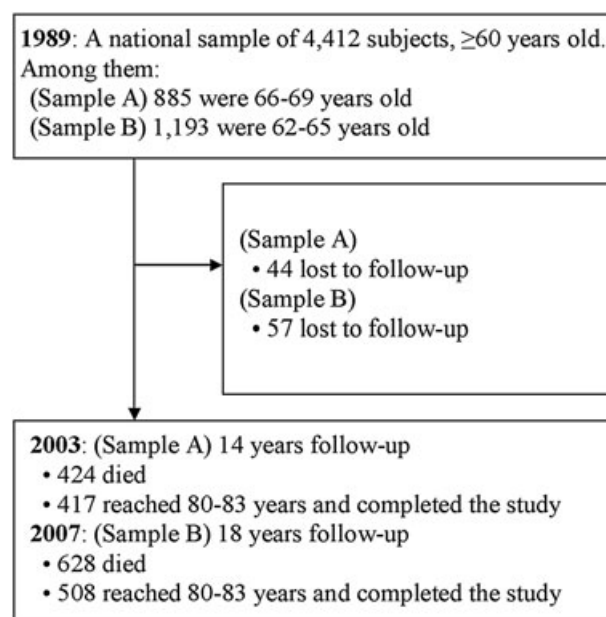 1989: A national sample of 4,412 subjects, ≥60 years old.
Among them:
(Sample A) 885 were 66-69 years old
(Sample B) 1,193 were 62-65 years old
(Sample A)
• 44 lost to follow-up
(Sample B)
• 57 lost to follow-up
2003: (Sample A) 14 years follow-up
• 424 died
• 417 reached 80-83 years and completed the study
2007: (Sample B) 18 years follow-up
• 628 died
• 508 reached 80-83 years and completed the study